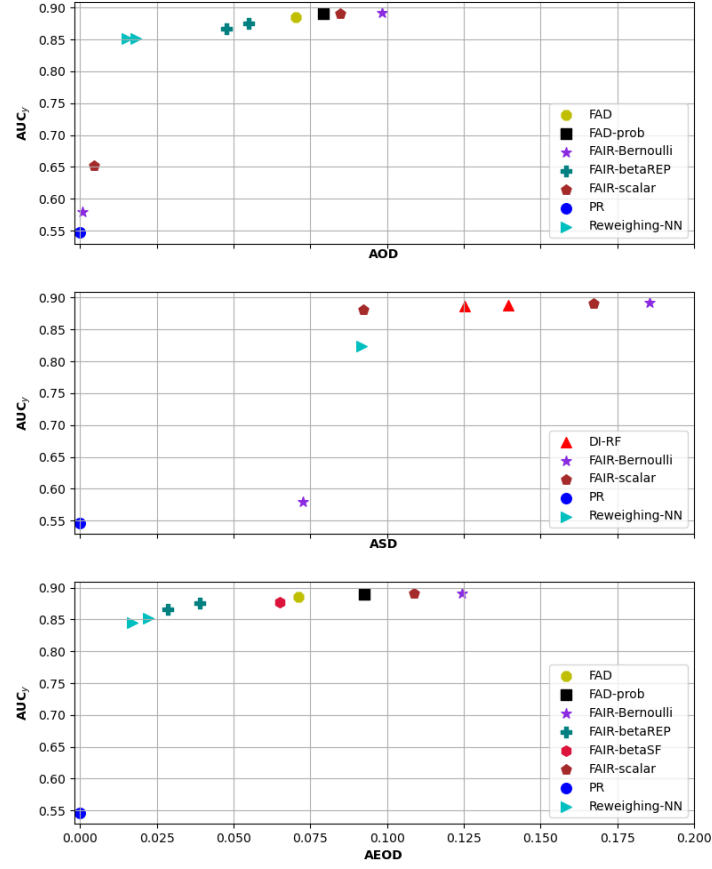 0.90
0.85
0.80
0.75
0.70
0.65
0.60
0.55
AUCy
FAD
FAD-prob
FAIR-Bernoulli
FAIR-betaREP
FAIR-scalar
PR
Reweighing-NN
AOD
0.90
0.85
0.80
0.75
0.70
0.65
0.60
0.55
AUCy
DI-RF
FAIR-Bernoulli
FAIR-scalar
PR
Reweighing-NN
ASD
0.90
0.85
0.80
0.75
0.70
0.65
0.60
0.55
AUCy
FAD
FAD-prob
FAIR-Bernoulli
FAIR-betaREP
FAIR-betaSF
FAIR-scalar
PR
Reweighing-NN
0.000 0.025 0.050 0.075 0.100 0.125 0.150 0.175 0.200
AEOD